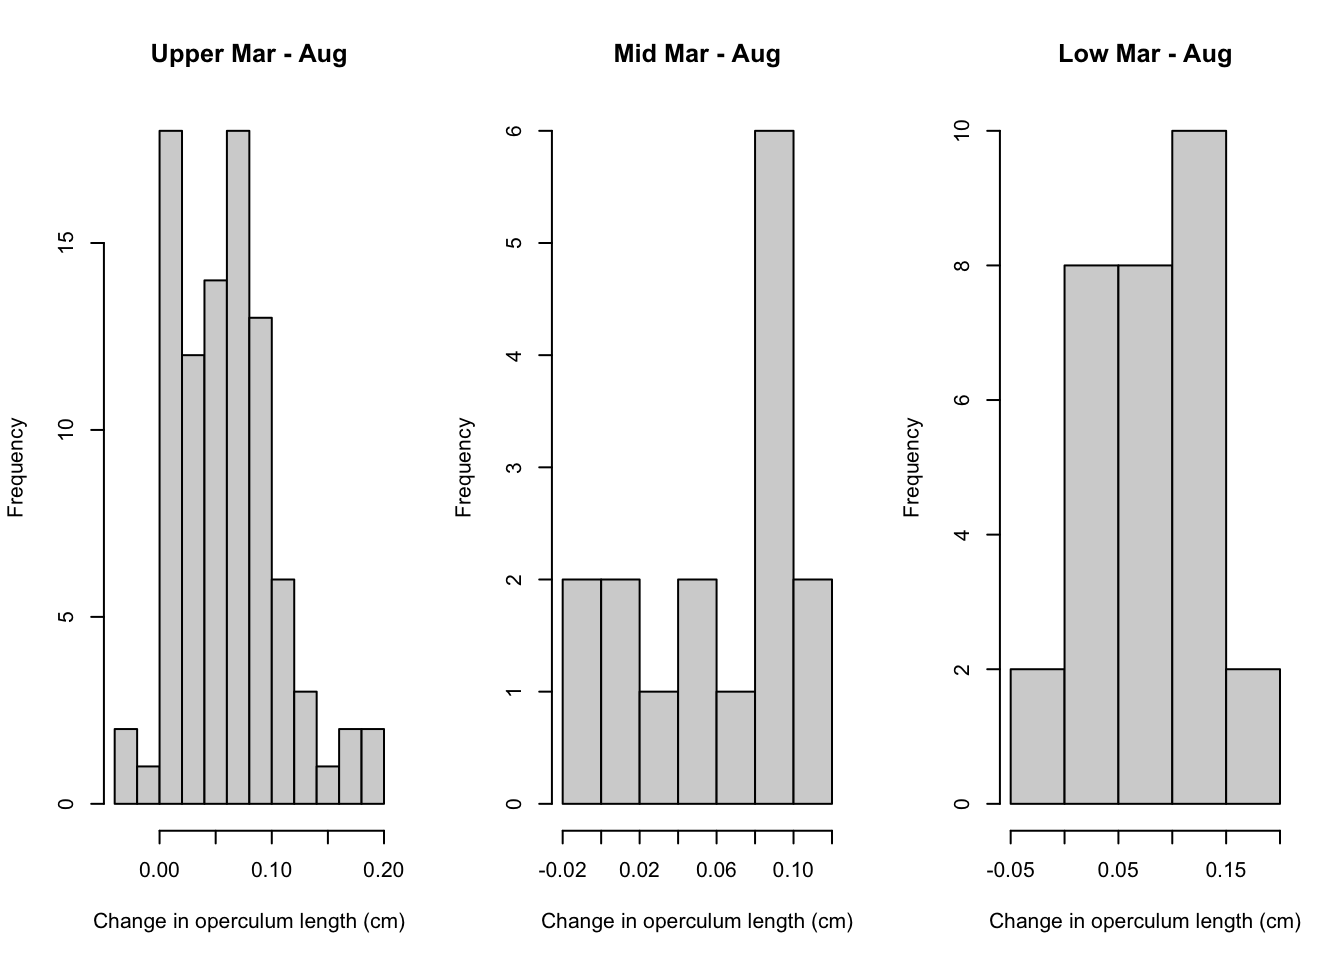 Upper Mar - Aug
Frequency
15
10
5
0
0.00 0.10 0.20
Change in operculum length (cm)
Mid Mar - Aug
Frequency
6
5
4
3
2
1
0
-0.02 0.02 0.06 0.10
Change in operculum length (cm)
Low Mar - Aug
Frequency
10
8
6
4
2
0
-0.05 0.05 0.15
Change in operculum length (cm)